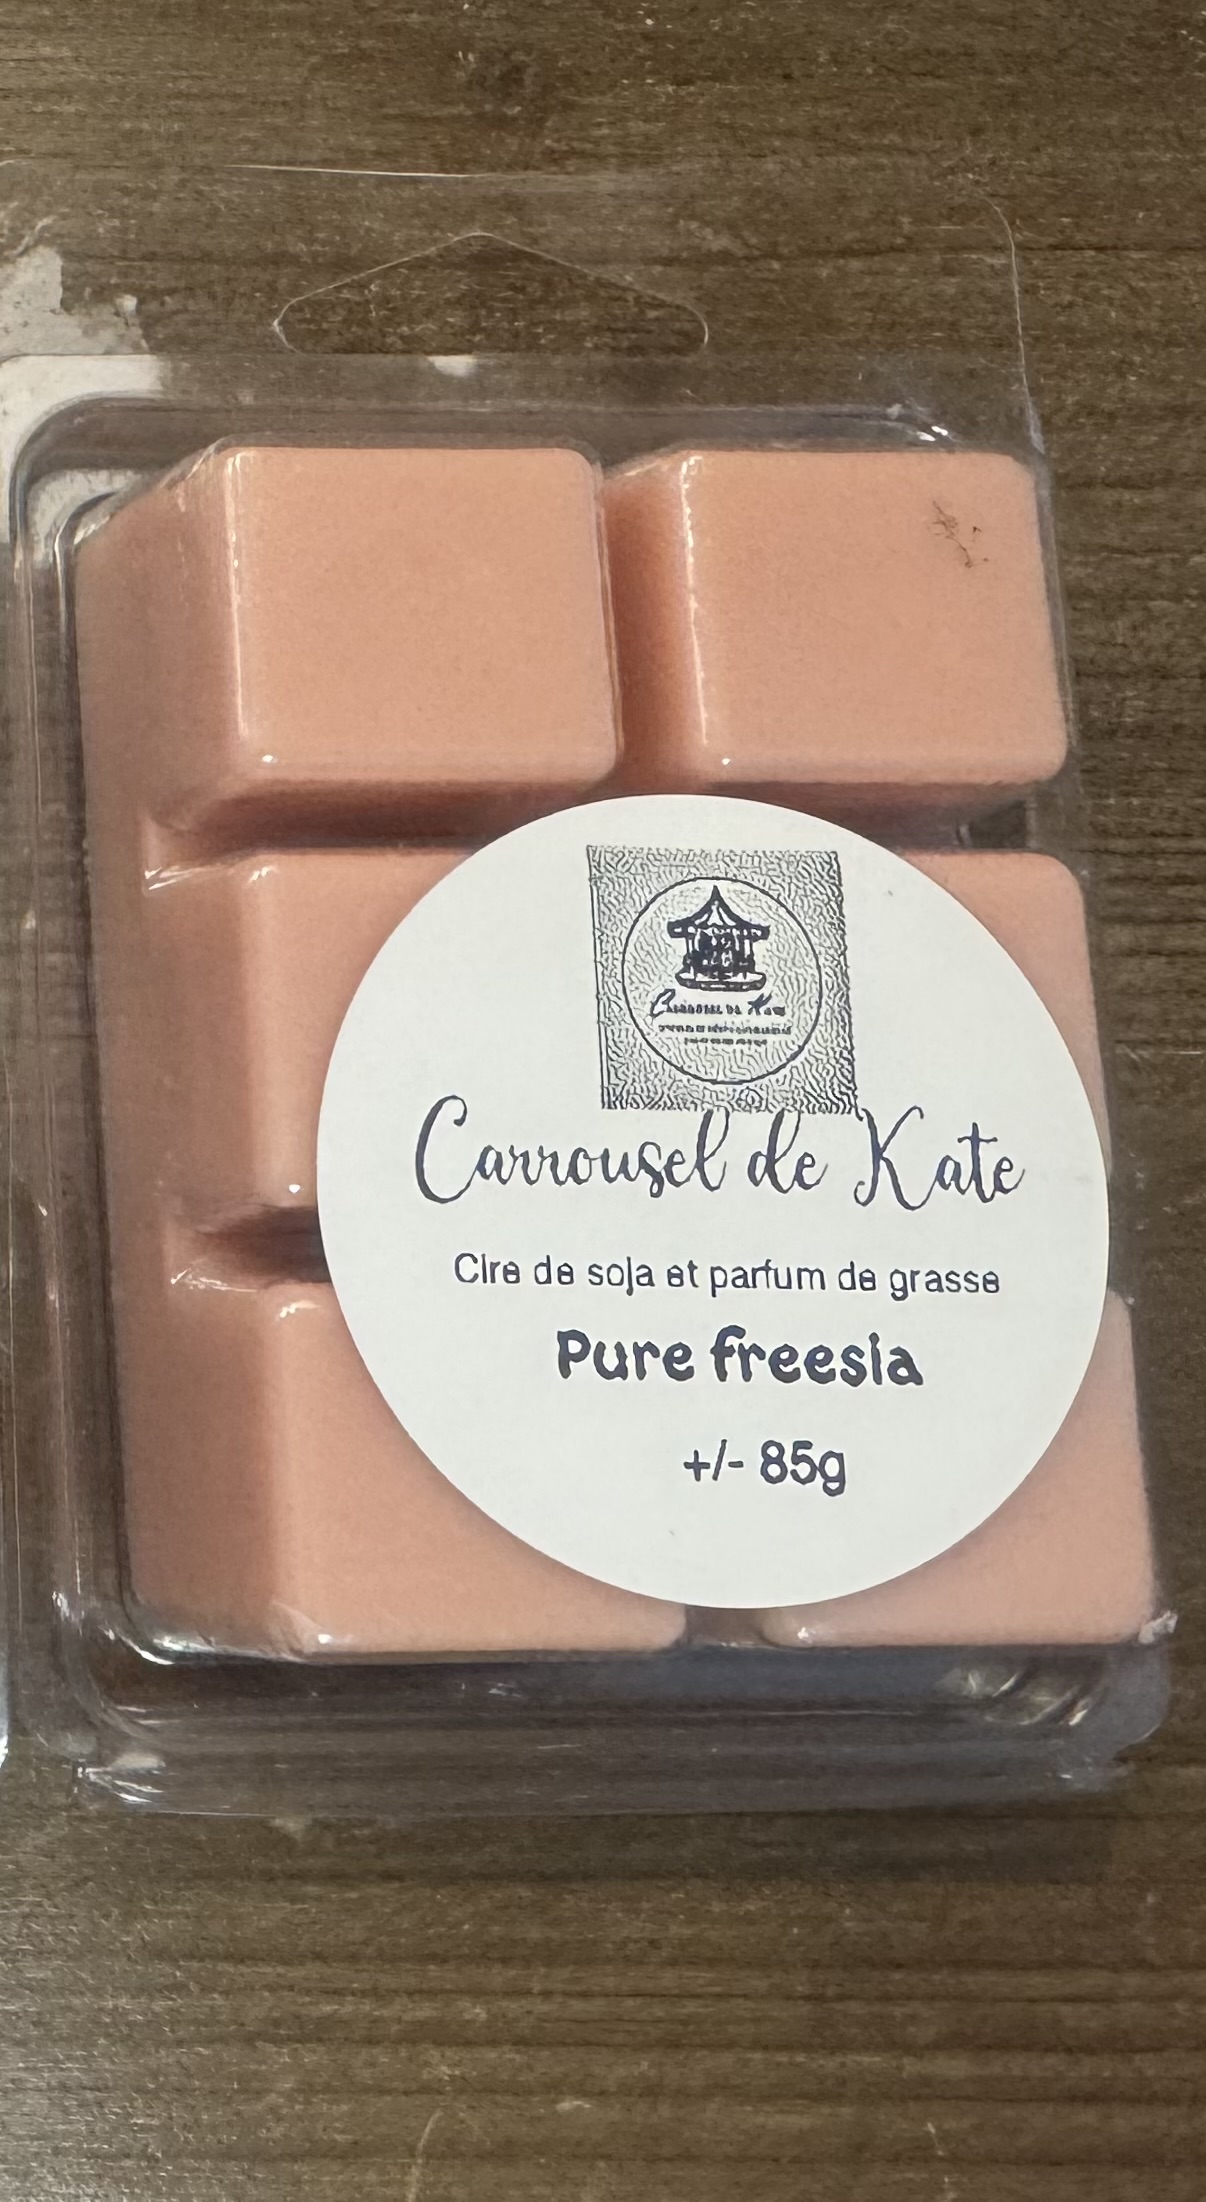 Carrousel de Kate
Cire de soja et parfum de grasse
Pure freesia
+/- 85g